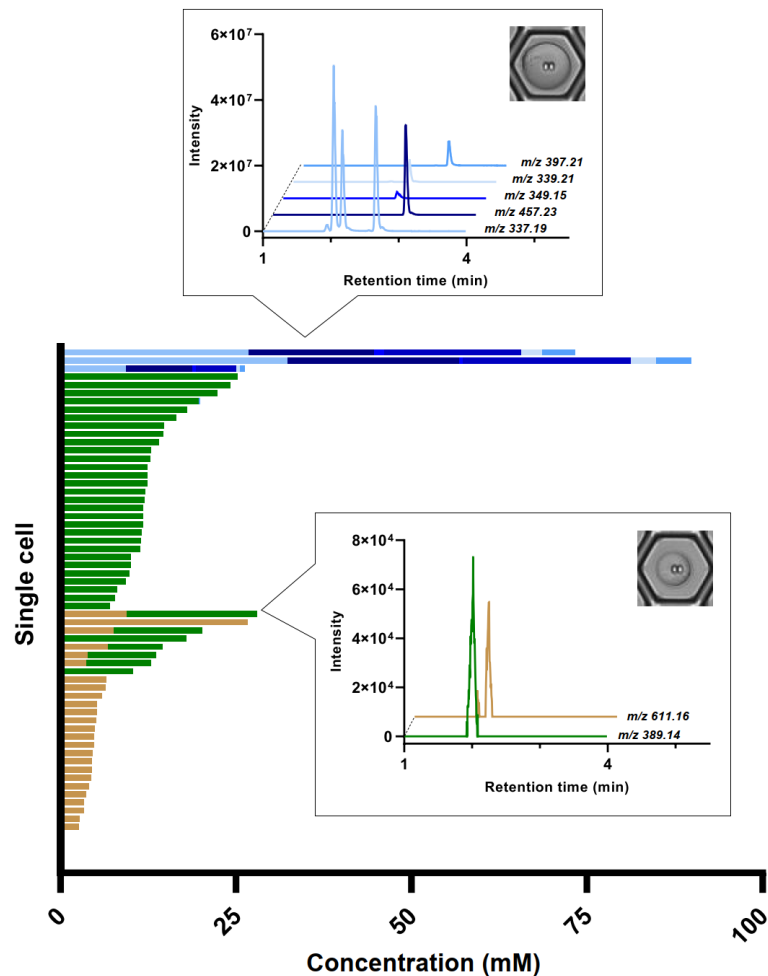 6×10⁷
4×10⁷
2×10⁷
0
Intensity
m/z 397.21
m/z 339.21
m/z 349.15
m/z 457.23
m/z 337.19
1
4
Retention time (min)
Single cell
8×10⁴
6×10⁴
4×10⁴
2×10⁴
0
Intensity
m/z 611.16
m/z 389.14
1
4
Retention time (min)
0
25
50
75
100
Concentration (mM)